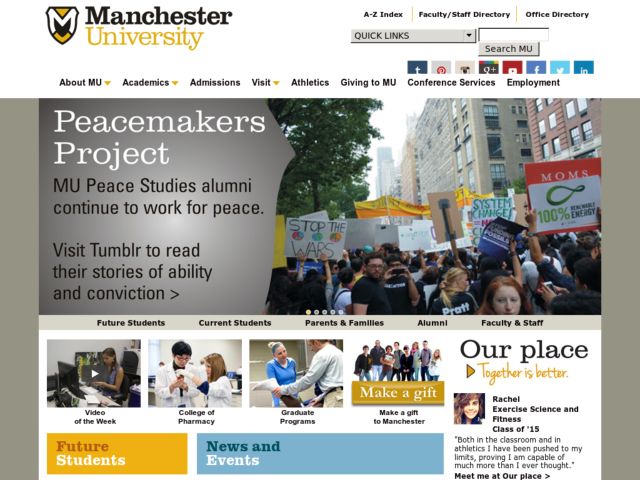 Manchester
University
A-Z Index
Faculty/Staff Directory
Office Directory
QUICK LINKS
Search MU
About MU
Academics
Admissions
Visit
Athletics
Giving to MU
Conference Services
Employment
Peacemakers
Project
MU Peace Studies alumni
continue to work for peace.
Visit Tumblr to read
their stories of ability
and conviction >
STOP THE
WARS
SYSTEM
CHANGE
MOMS
100%
RENEWABLE
ENERGY
Pratt
Future Students
Current Students
Parents & Families
Alumni
Faculty & Staff
Video
of the Week
College of
Pharmacy
Graduate
Programs
Make a gift
Make a gift
to Manchester
Our place
Together is better.
Rachel
Exercise Science and
Fitness
Class of '15
"Both in the classroom and in
athletics I have been pushed to my
limits, proving I am capable of
much more than I ever thought."
Meet me at Our place >
Future
Students
News and
Events